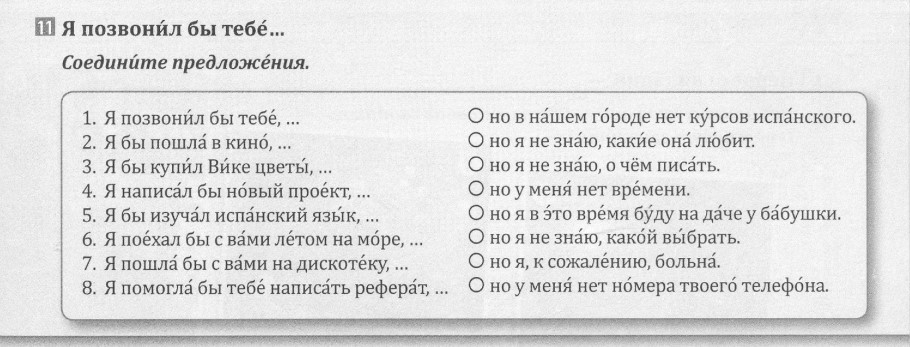 11 Я позвони́л бы тебе́...
Соедини́те предложе́ния.
1. Я позвони́л бы тебе́, ...
2. Я бы пошла́ в кино́, ...
3. Я бы купи́л Ви́ке цветы́, ...
4. Я написа́л бы но́вый прое́кт, ...
5. Я бы изуча́л испа́нский язы́к, ...
6. Я пое́хал бы с ва́ми ле́том на мо́ре, ...
7. Я пошла́ бы с ва́ми на дискоте́ку, ...
8. Я помогла́ бы тебе́ написа́ть рефера́т, ...
но в на́шем го́роде нет ку́рсов испа́нского.
но я не зна́ю, каки́е она́ лю́бит.
но я не зна́ю, о чём писа́ть.
но у меня́ нет вре́мени.
но я в э́то вре́мя бу́ду на да́че у ба́бушки.
но я не зна́ю, како́й вы́брать.
но я, к сожале́нию, больна́.
но у меня́ нет но́мера твоего́ телефо́на.